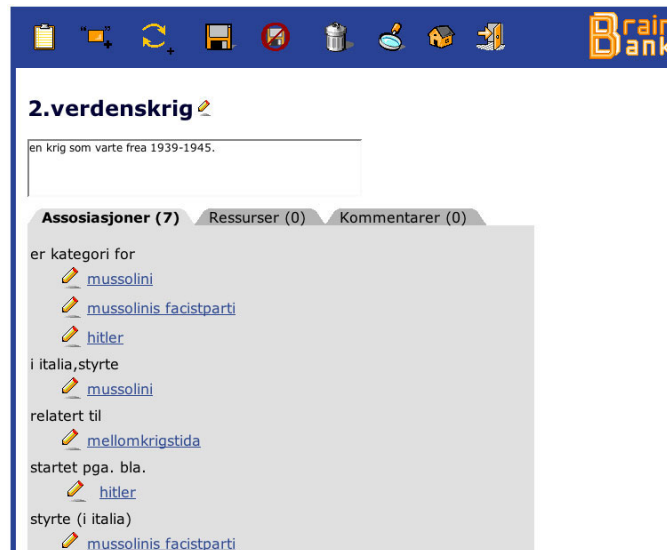 Brain
Bank
2.verdenskrig
en krig som varte frea 1939-1945.
Assosiasjoner (7) Ressurser (0) Kommentarer (0)
er kategori for
mussolini
mussolinis facistparti
hitler
i italia,styrte
mussolini
relatert til
mellomkrigstida
startet pga. bla.
hitler
styrte (i italia)
mussolinis facistparti